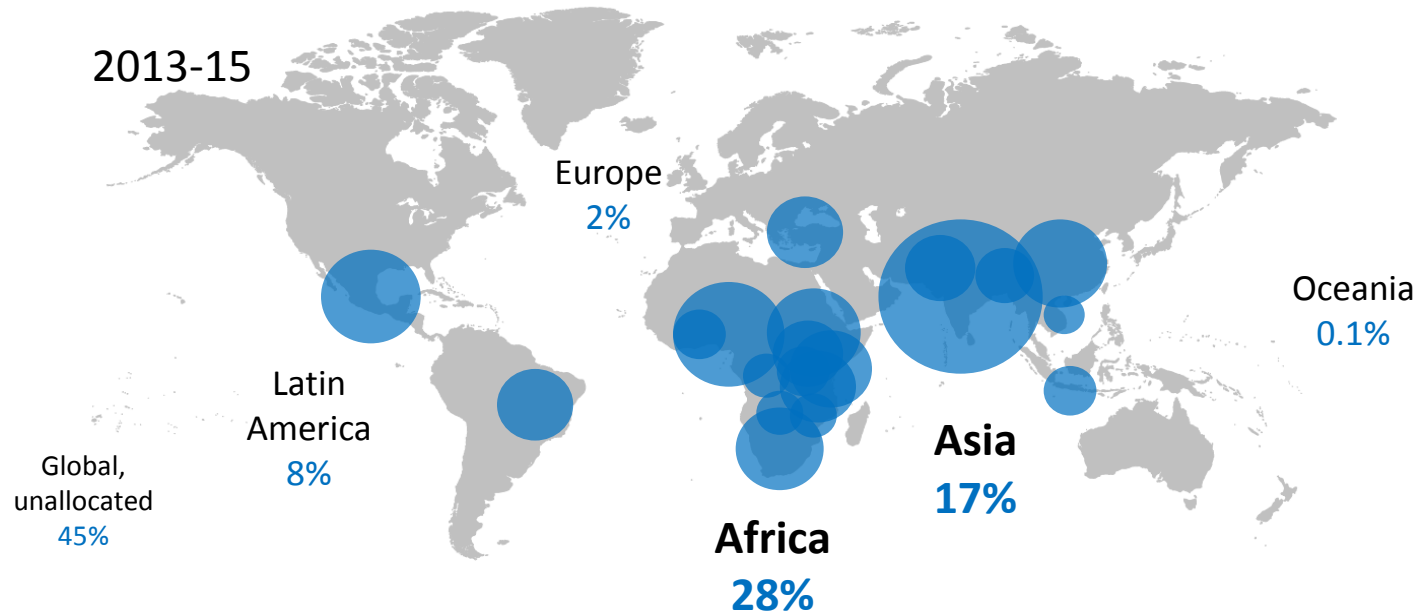 2013-15
Europe
2%
Oceania
0.1%
Latin
America
8%
Global,
unallocated
45%
Asia
17%
Africa
28%